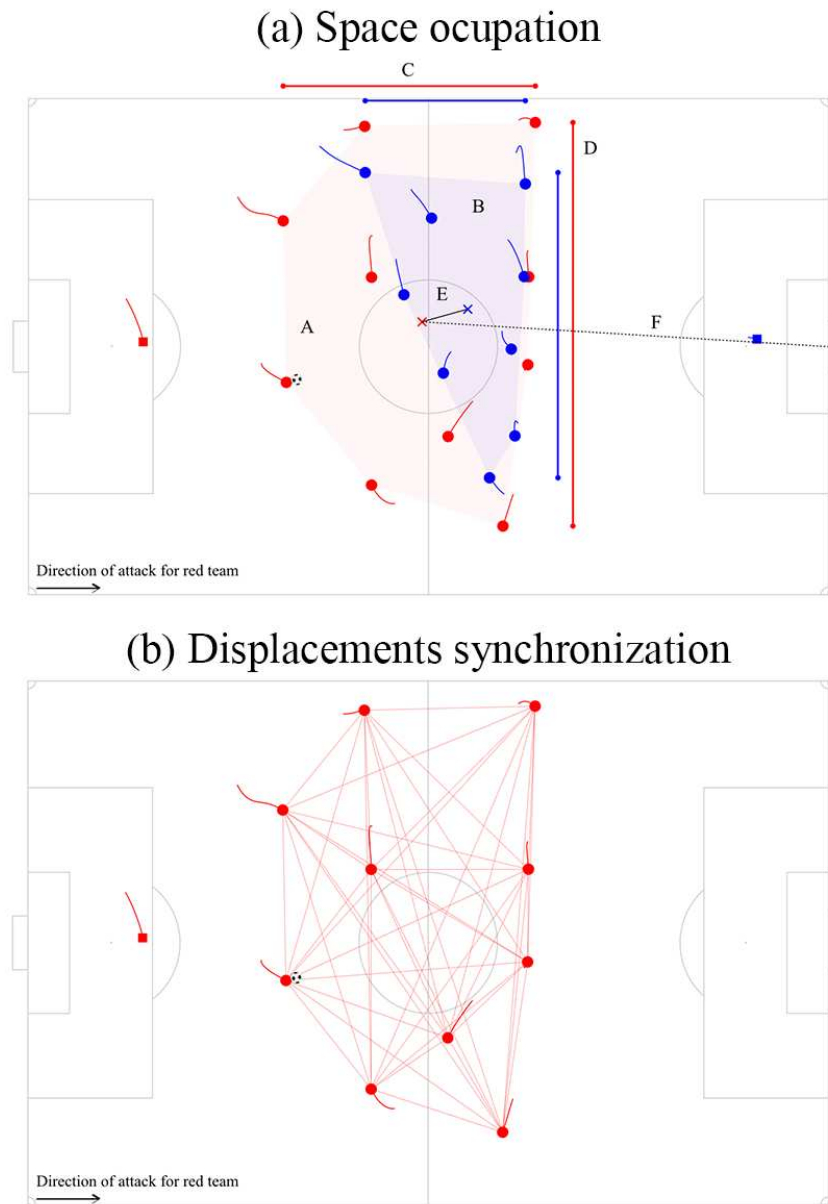 (a) Space ocupation
C
D
B
E
A
F
Direction of attack for red team
(b) Displacements synchronization
Direction of attack for red team